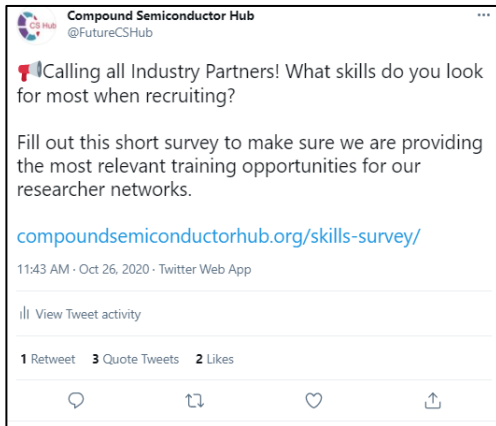 CS Hub
Compound Semiconductor Hub
@FutureCSHub
Calling all Industry Partners! What skills do you look
for most when recruiting?
Fill out this short survey to make sure we are providing
the most relevant training opportunities for our
researcher networks.
compoundsemiconductorhub.org/skills-survey/
11:43 AM · Oct 26, 2020 · Twitter Web App
View Tweet activity
1 Retweet 3 Quote Tweets 2 Likes